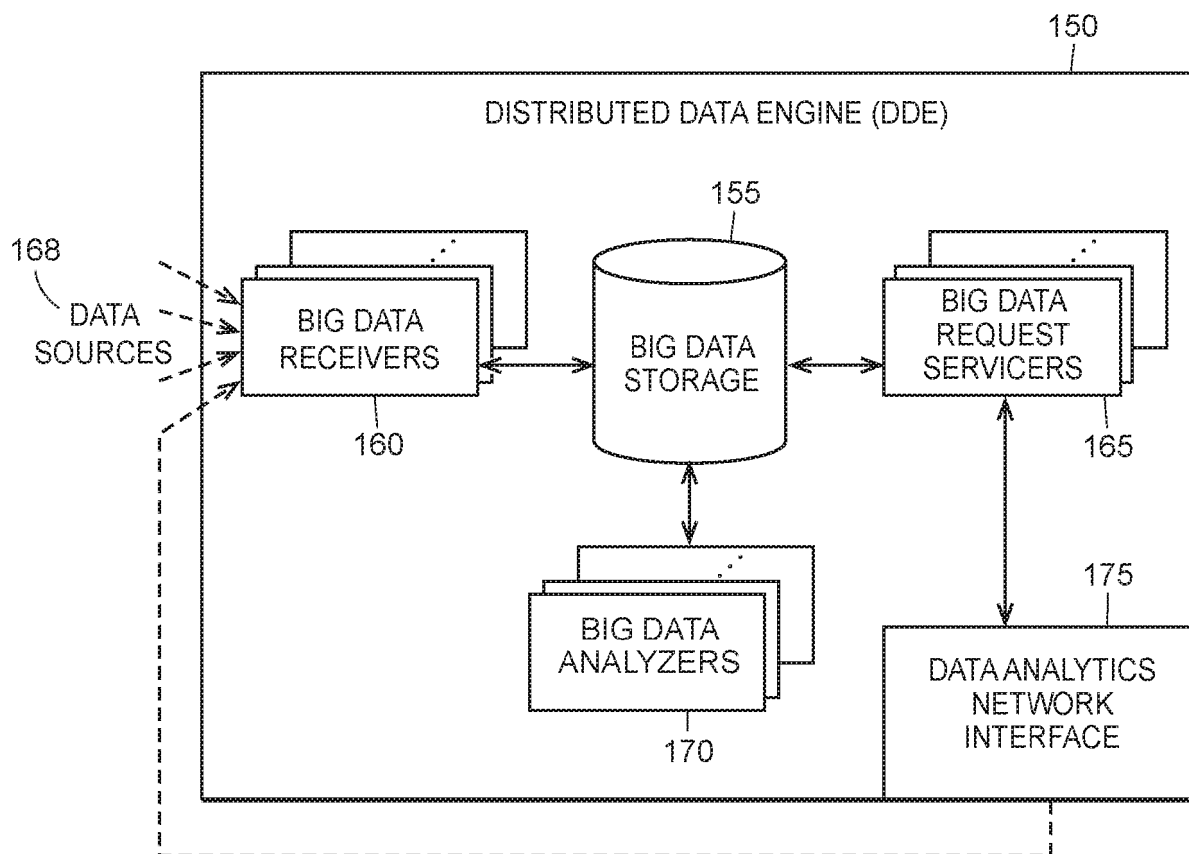 150
DISTRIBUTED DATA ENGINE (DDE)
155
168
DATA
SOURCES
BIG DATA
RECEIVERS
160
BIG DATA
STORAGE
BIG DATA
REQUEST
SERVICERS
165
BIG DATA
ANALYZERS
170
175
DATA ANALYTICS
NETWORK
INTERFACE